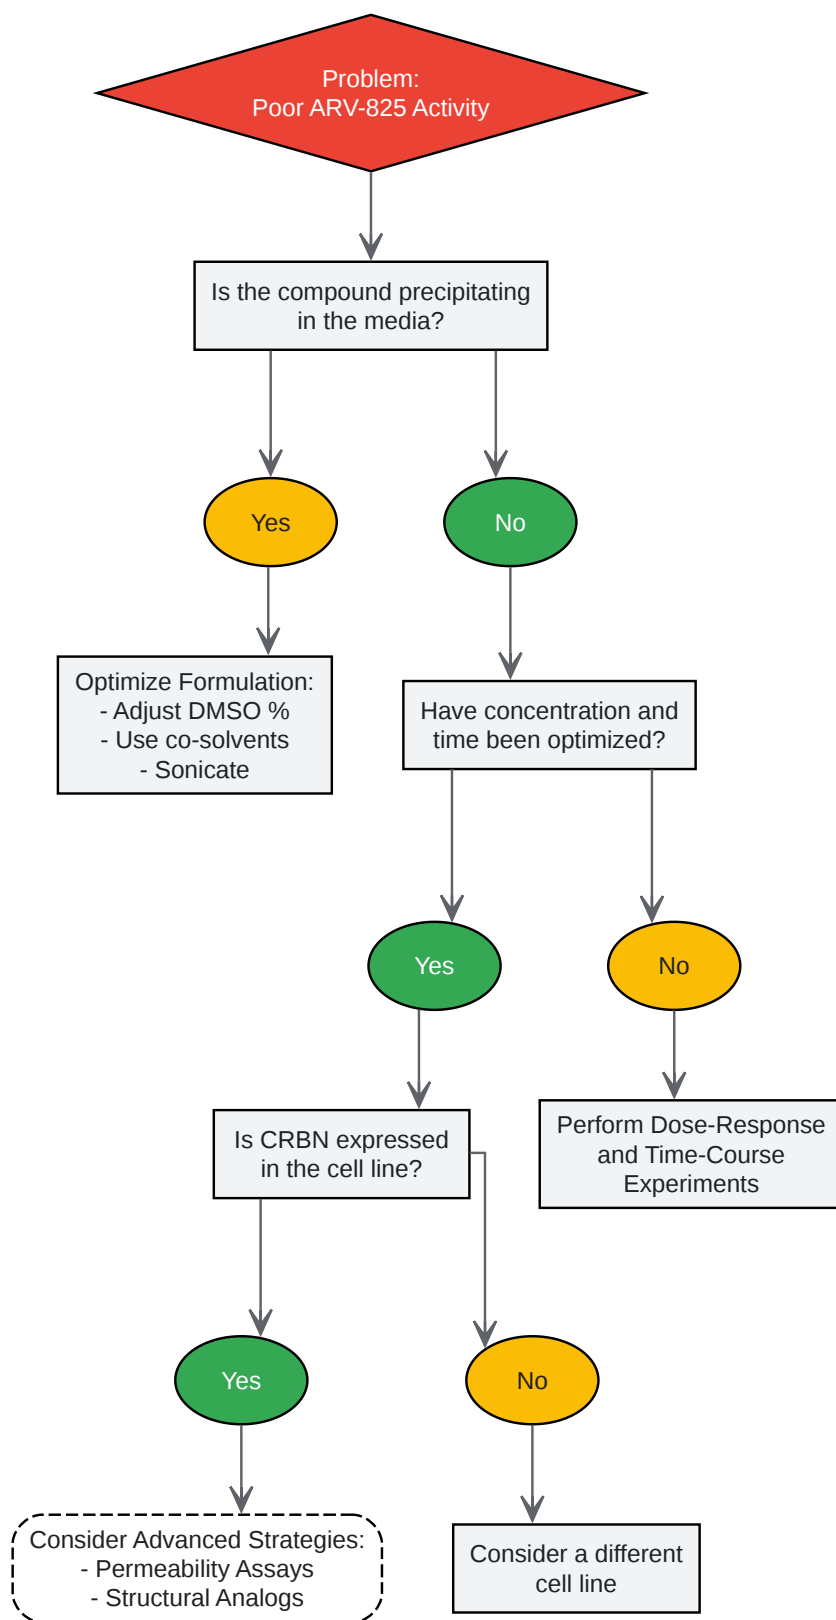 Problem:
Poor ARV-825 Activity
Is the compound precipitating
in the media?
Yes
No
Optimize Formulation:
- Adjust DMSO %
- Use co-solvents
- Sonicate
Have concentration and
time been optimized?
Yes
No
Is CRBN expressed
in the cell line?
Perform Dose-Response
and Time-Course
Experiments
Yes
No
Consider Advanced Strategies:
- Permeability Assays
- Structural Analogs
Consider a different
cell line